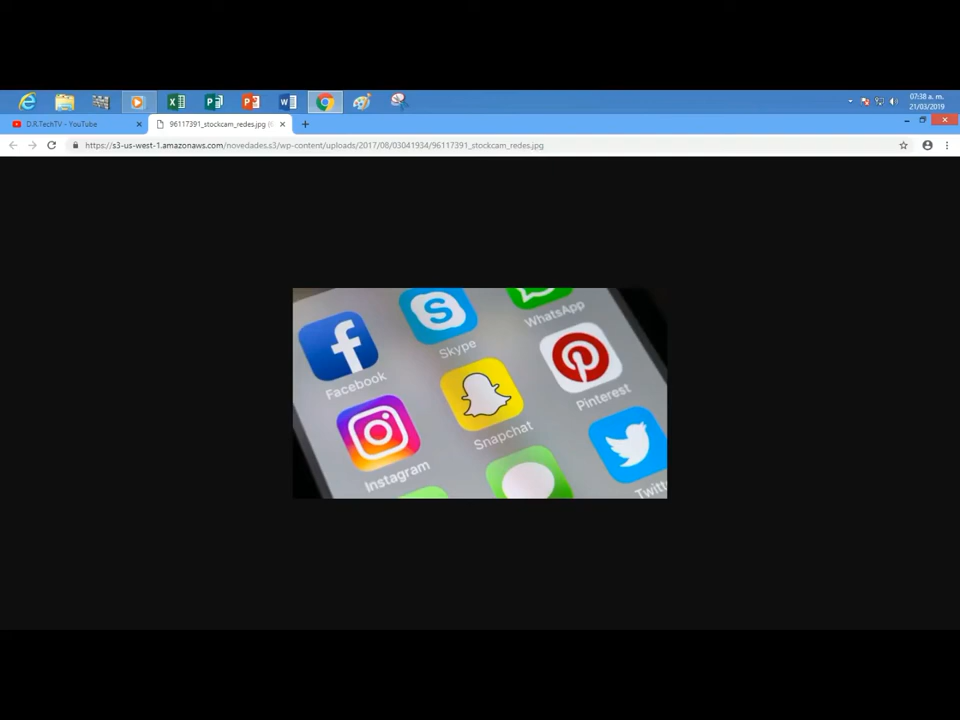 07:38 a. m.
21/03/2019
D.R.TechTV - YouTube
96117391_stockcam_redes.jpg (
https://s3-us-west-1.amazonaws.com/novedades.s3/wp-content/uploads/2017/08/03041934/96117391_stockcam_redes.jpg
Facebook
Skype
WhatsApp
Instagram
Snapchat
Pinterest
Twitt